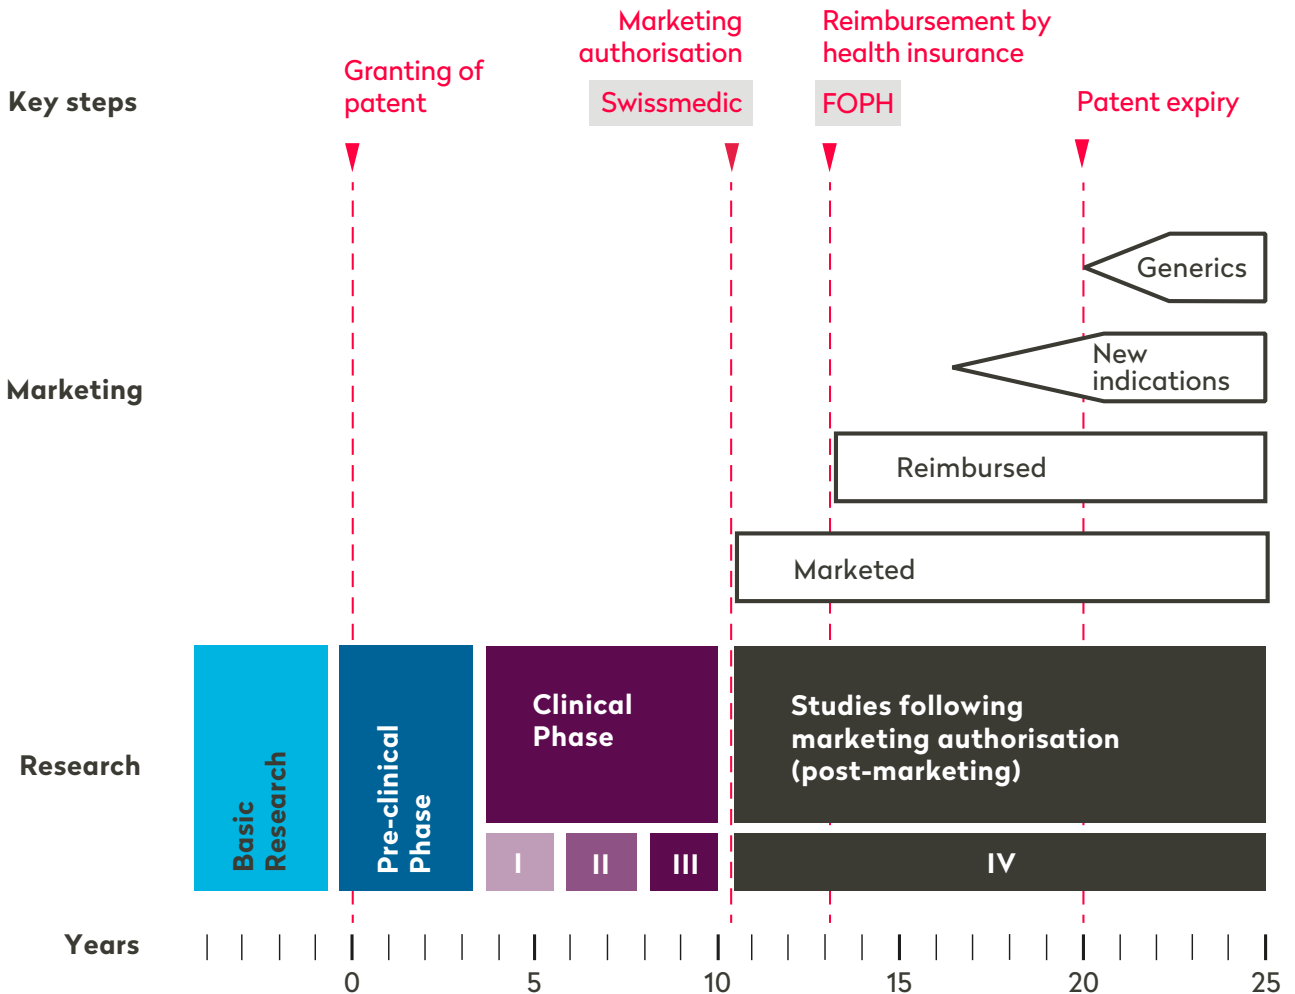 Key steps
Granting of
patent
Marketing
authorisation
Swissmedic
Reimbursement by
health insurance
FOPH
Patent expiry
Marketing
Generics
New
indications
Reimbursed
Marketed
Research
Basic
Research
Pre-clinical
Phase
Clinical
Phase
I
II
III
Studies following
marketing authorisation
(post-marketing)
IV
Years
0
5
10
15
20
25